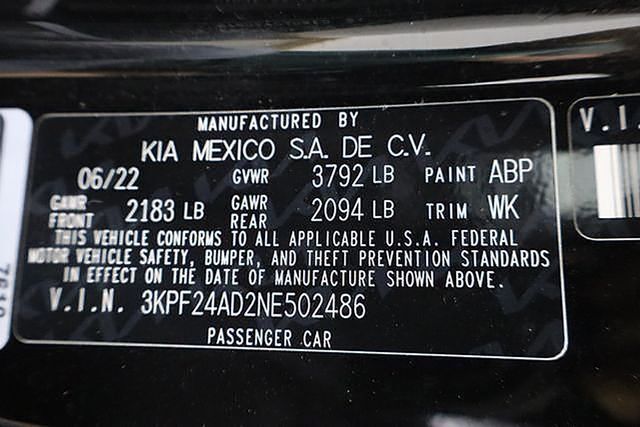 MANUFACTURED BY
KIA MEXICO S.A. DE C.V.
06/22 GVWR 3792 LB PAINT ABP
GAWR FRONT 2183 LB GAWR REAR 2094 LB TRIM WK
THIS VEHICLE CONFORMS TO ALL APPLICABLE U.S.A. FEDERAL
MOTOR VEHICLE SAFETY, BUMPER, AND THEFT PREVENTION STANDARDS
IN EFFECT ON THE DATE OF MANUFACTURE SHOWN ABOVE.
V.I.N. 3KPF24AD2NE502486
PASSENGER CAR
V.I.